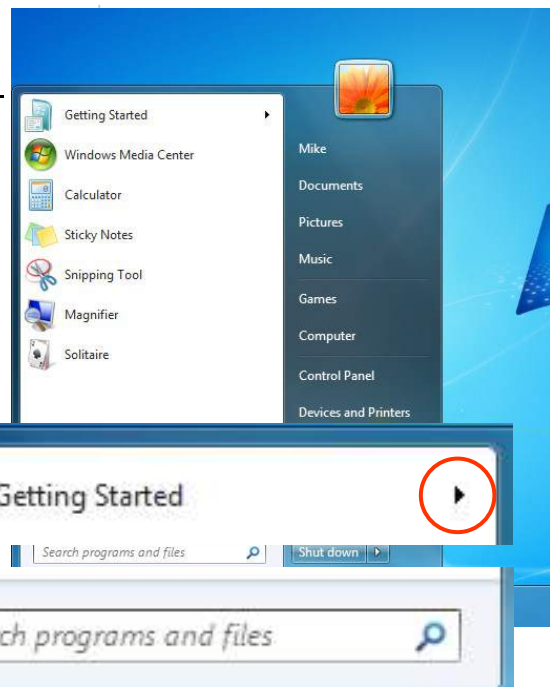 Getting Started
Windows Media Center
Calculator
Sticky Notes
Snipping Tool
Magnifier
Solitaire
Mike
Documents
Pictures
Music
Games
Computer
Control Panel
Devices and Printers
Getting Started
Search programs and files
Shut down
ch programs and files